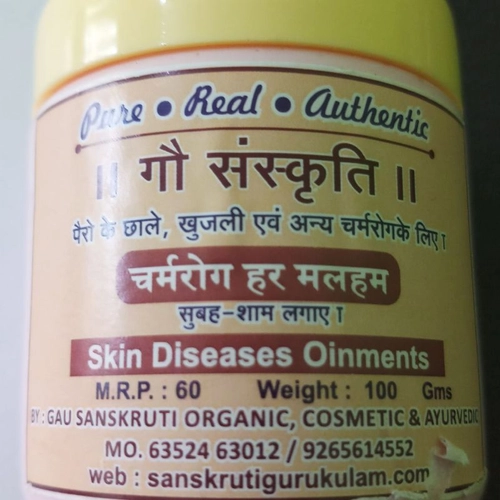 Pure • Real • Authentic
॥ गौ संस्कृति ॥
पैरो के छाले, खुजली एवं अन्य चर्मरोगके लिए।
चर्मरोग हर मलहम
सुबह-शाम लगाए।
Skin Diseases Oinments
M.R.P. : 60 Weight : 100 Gms
BY : GAU SANSKRUTI ORGANIC, COSMETIC & AYURVEDIC
MO. 63524 63012 / 9265614552
web : sanskrutigurukulam.com